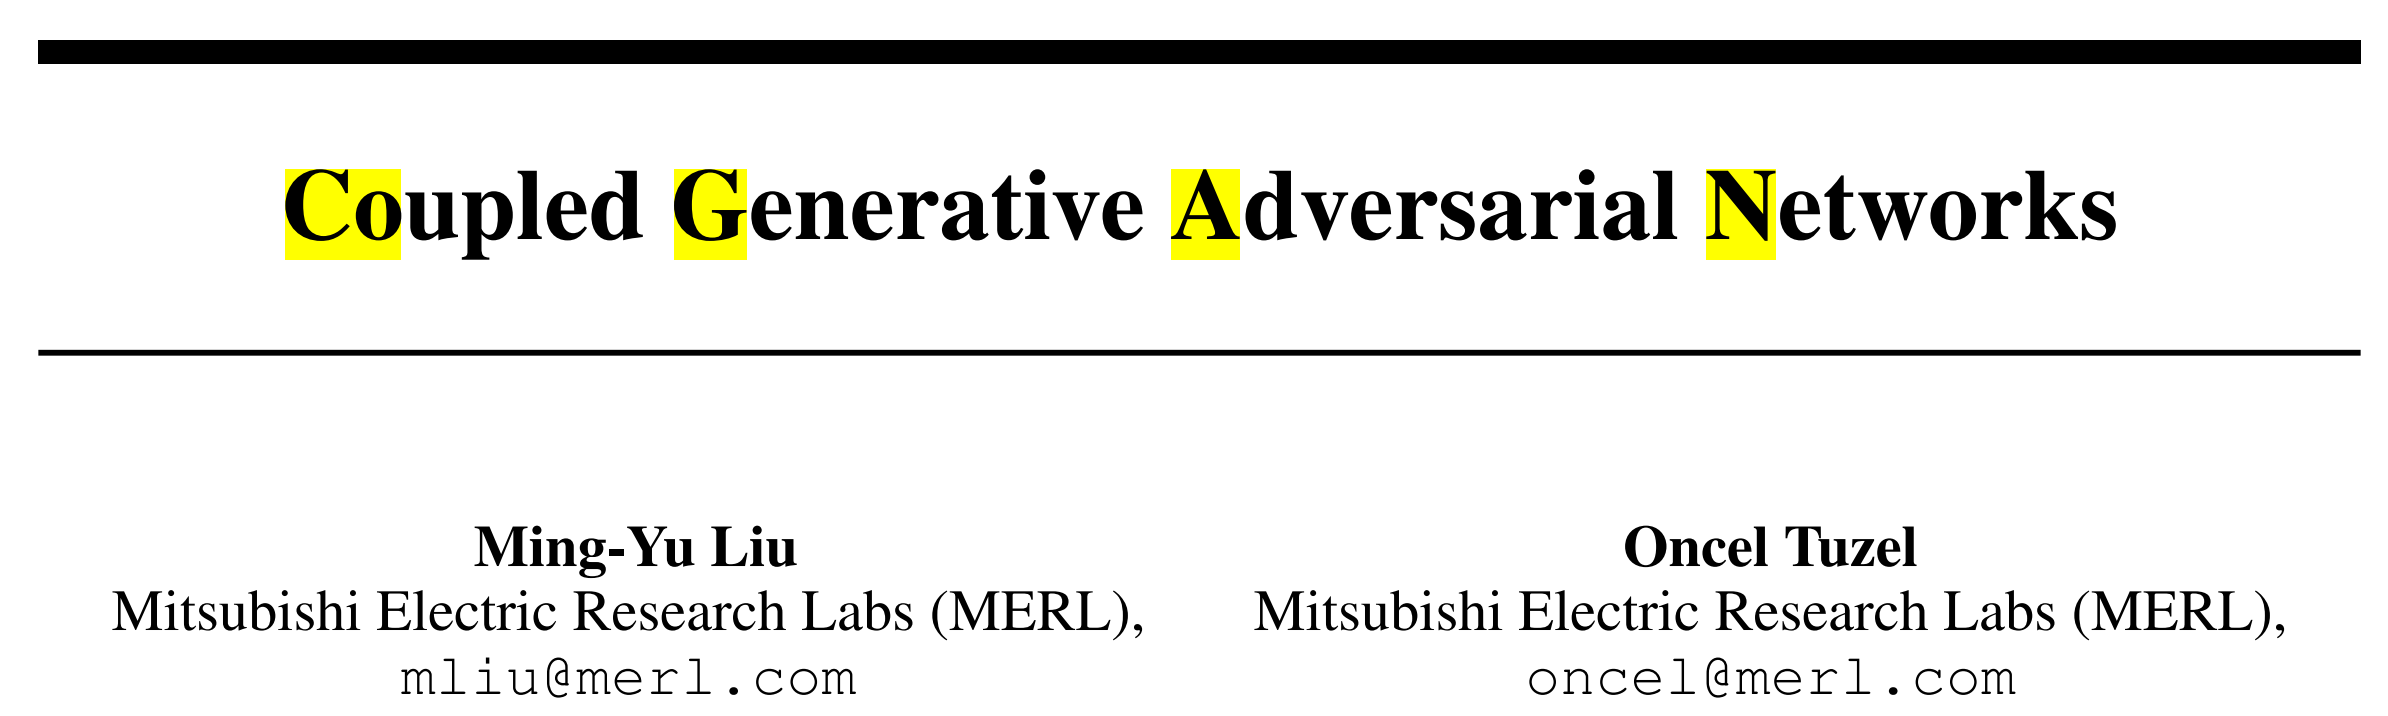 Coupled Generative Adversarial Networks
Ming-Yu Liu
Mitsubishi Electric Research Labs (MERL),
mliu@merl.com
Oncel Tuzel
Mitsubishi Electric Research Labs (MERL),
oncel@merl.com